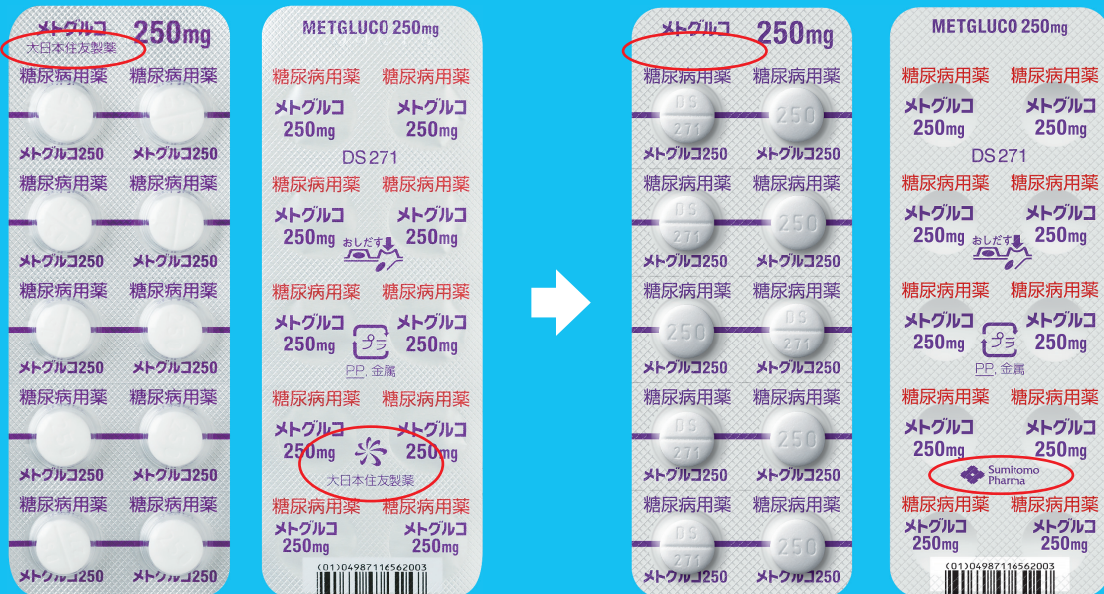 メトグルコ 250mg
大日本住友製薬
糖尿病用薬 糖尿病用薬
メトグルコ250 メトグルコ250
糖尿病用薬 糖尿病用薬
メトグルコ250 メトグルコ250
糖尿病用薬 糖尿病用薬
メトグルコ250 メトグルコ250
糖尿病用薬 糖尿病用薬
メトグルコ250 メトグルコ250
糖尿病用薬 糖尿病用薬
メトグルコ250 メトグルコ250
METGLUCO 250mg
糖尿病用薬 糖尿病用薬
メトグルコ メトグルコ
250mg 250mg
DS 271
糖尿病用薬 糖尿病用薬
メトグルコ メトグルコ
250mg おしだす 250mg
糖尿病用薬 糖尿病用薬
メトグルコ メトグルコ
250mg プラ 250mg
PP, 金属
糖尿病用薬 糖尿病用薬
メトグルコ メトグルコ
250mg 250mg
大日本住友製薬
糖尿病用薬 糖尿病用薬
メトグルコ メトグルコ
250mg 250mg
(01)04987116562003
メトグルコ 250mg
糖尿病用薬 糖尿病用薬
DS 250
271
メトグルコ250 メトグルコ250
糖尿病用薬 糖尿病用薬
DS 250
271
メトグルコ250 メトグルコ250
糖尿病用薬 糖尿病用薬
250 DS
271
メトグルコ250 メトグルコ250
糖尿病用薬 糖尿病用薬
DS 250
271
メトグルコ250 メトグルコ250
糖尿病用薬 糖尿病用薬
DS 250
271
メトグルコ250 メトグルコ250
METGLUCO 250mg
糖尿病用薬 糖尿病用薬
メトグルコ メトグルコ
250mg 250mg
DS 271
糖尿病用薬 糖尿病用薬
メトグルコ メトグルコ
250mg おしだす 250mg
糖尿病用薬 糖尿病用薬
メトグルコ メトグルコ
250mg プラ 250mg
PP, 金属
糖尿病用薬 糖尿病用薬
メトグルコ メトグルコ
250mg 250mg
Sumitomo
Pharma
糖尿病用薬 糖尿病用薬
メトグルコ メトグルコ
250mg 250mg
(01)04987116562003